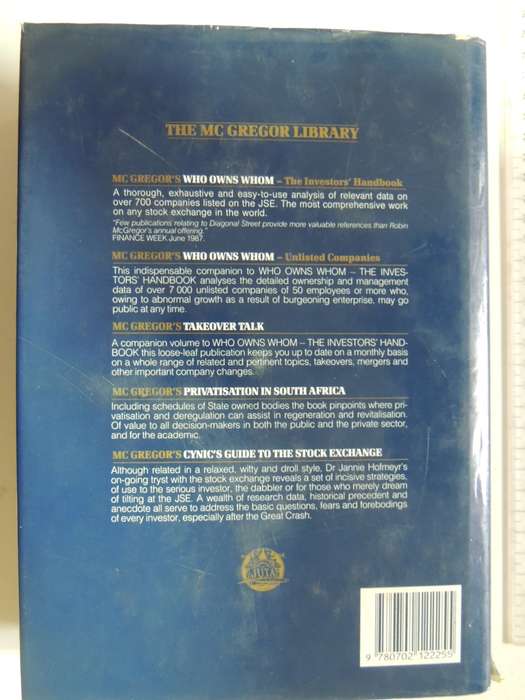 THE MC GREGOR LIBRARY
MC GREGOR'S WHO OWNS WHOM – The Investors' Handbook
A thorough, exhaustive and easy-to-use analysis of relevant data on
over 700 companies listed on the JSE. The most comprehensive work
on any stock exchange in the world.
"Few publications relating to Diagonal Street provide more valuable references than Robin
McGregor's annual offering."
FINANCE WEEK June 1987.
MC GREGOR'S WHO OWNS WHOM – Unlisted Companies
This indispensable companion to WHO OWNS WHOM – THE INVES-
TORS' HANDBOOK analyses the detailed ownership and management
data of over 7 000 unlisted companies of 50 employees or more who,
owing to abnormal growth as a result of burgeoning enterprise, may go
public at any time.
MC GREGOR'S TAKEOVER TALK
A companion volume to WHO OWNS WHOM – THE INVESTORS' HAND-
BOOK this loose-leaf publication keeps you up to date on a monthly basis
on a whole range of related and pertinent topics, takeovers, mergers and
other important company changes.
MC GREGOR'S PRIVATISATION IN SOUTH AFRICA
Including schedules of State owned bodies the book pinpoints where pri-
vatisation and deregulation can assist in regeneration and revitalisation.
Of value to all decision-makers in both the public and the private sector,
and for the academic.
MC GREGOR'S CYNIC'S GUIDE TO THE STOCK EXCHANGE
Although related in a relaxed, witty and droll style, Dr Jannie Hofmeyr's
on-going tryst with the stock exchange reveals a set of incisive strategies,
of use to the serious investor, the dabbler or for those who merely dream
of tilting at the JSE. A wealth of research data, historical precedent and
anecdote all serve to address the basic questions, fears and forebodings
of every investor, especially after the Great Crash.
JUTA
9 780702 122255